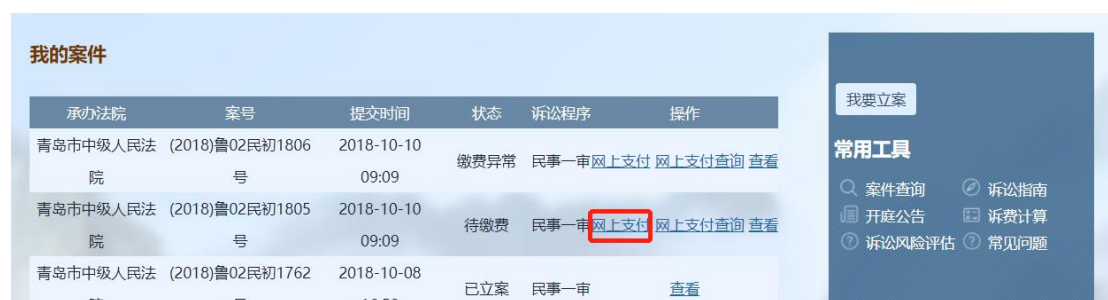 我的案件
承办法院 案号 提交时间 状态 诉讼程序 操作
青岛市中级人民法院 (2018)鲁02民初1806号 2018-10-10 09:09 缴费异常 民事一审 网上支付 网上支付查询 查看
青岛市中级人民法院 (2018)鲁02民初1805号 2018-10-10 09:09 待缴费 民事一审 网上支付 网上支付查询 查看
青岛市中级人民法 (2018)鲁02民初1762 2018-10-08 已立案 民事一审 查看
我要立案
常用工具
案件查询 诉讼指南
开庭公告 诉费计算
诉讼风险评估 常见问题